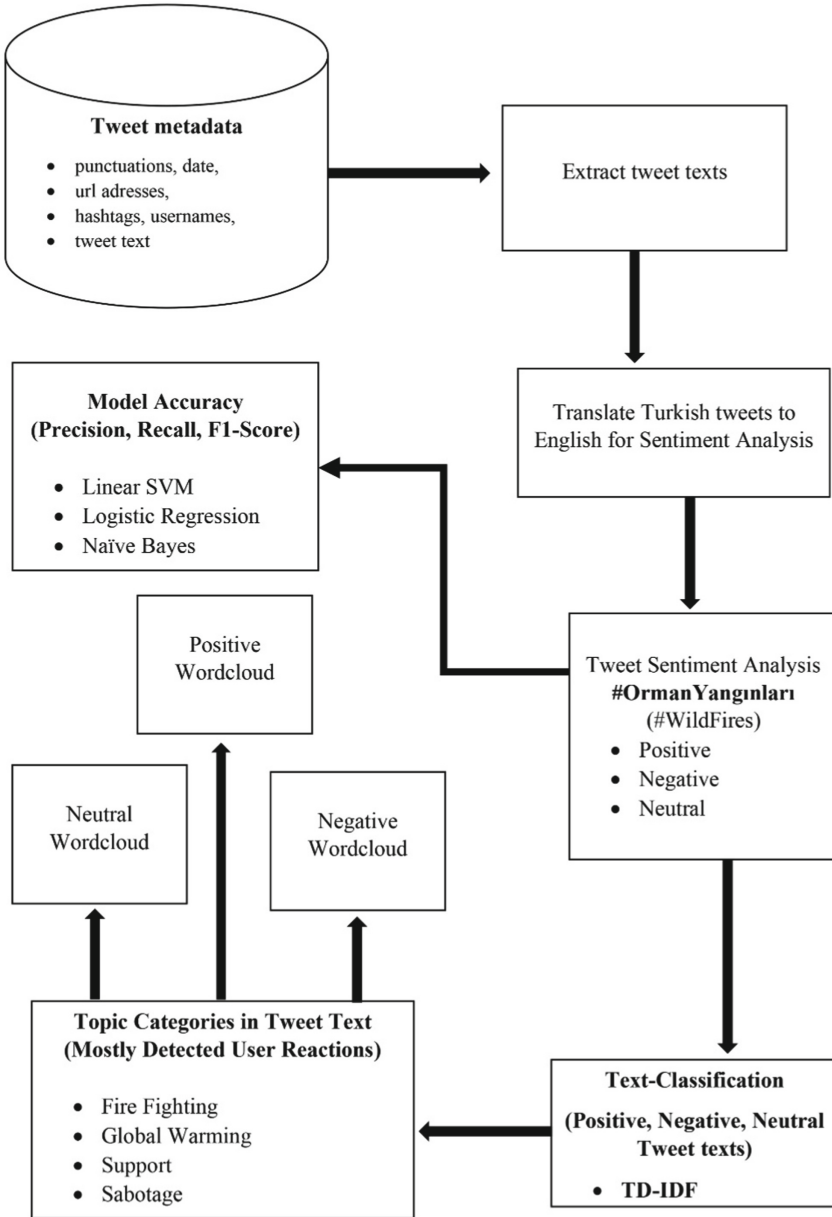 Tweet metadata
• punctuations, date,
• url adresses,
• hashtags, usernames,
• tweet text
Extract tweet texts
Translate Turkish tweets to
English for Sentiment Analysis
Model Accuracy
(Precision, Recall, F1-Score)
• Linear SVM
• Logistic Regression
• Naïve Bayes
Tweet Sentiment Analysis
#OrmanYangınları
(#WildFires)
• Positive
• Negative
• Neutral
Positive
Wordcloud
Neutral
Wordcloud
Negative
Wordcloud
Text-Classification
(Positive, Negative, Neutral
Tweet texts)
• TD-IDF
Topic Categories in Tweet Text
(Mostly Detected User Reactions)
• Fire Fighting
• Global Warming
• Support
• Sabotage